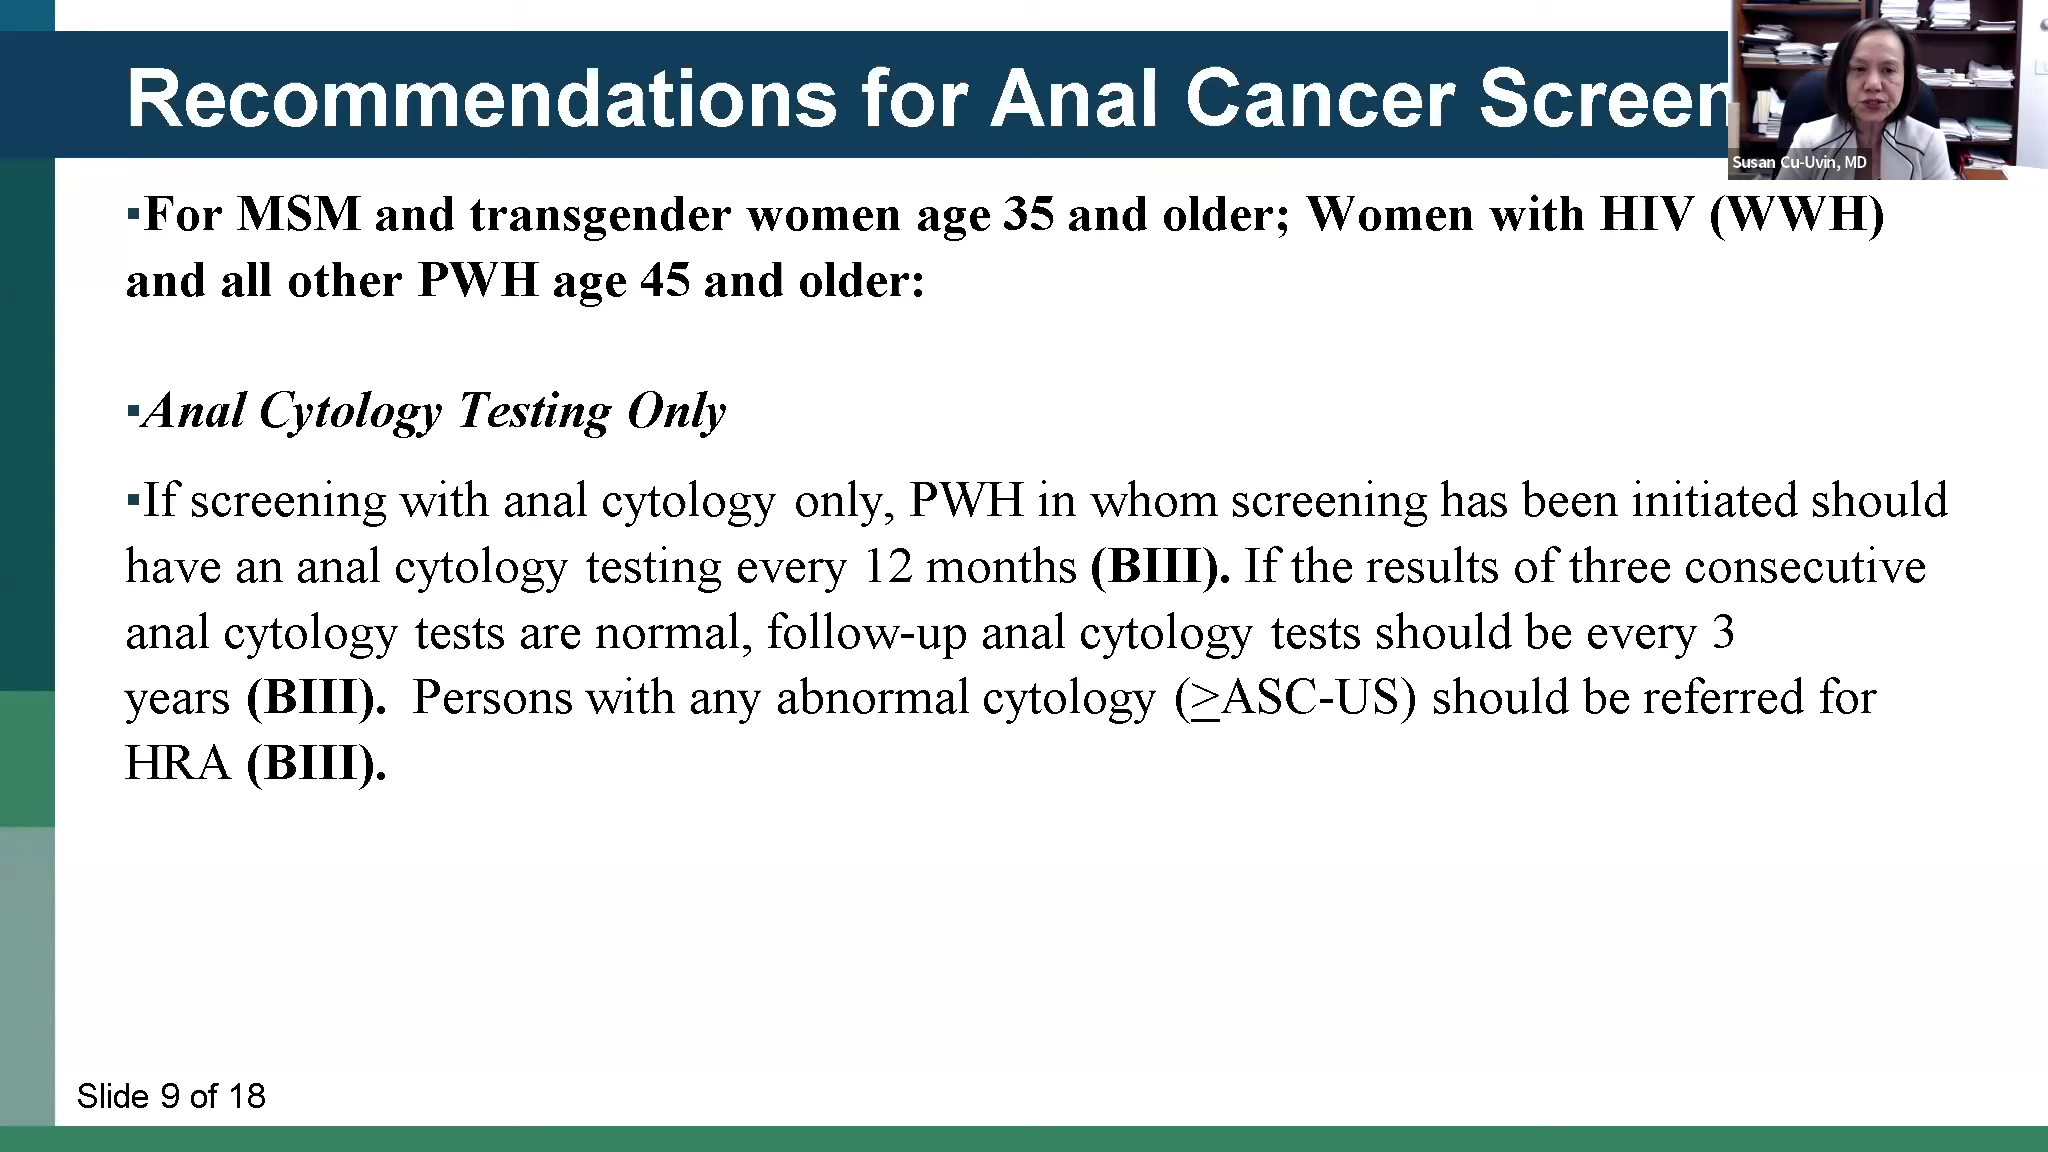 Recommendations for Anal Cancer Screen
Susan Cu-Uvin, MD
▪For MSM and transgender women age 35 and older; Women with HIV (WWH)
and all other PWH age 45 and older:
▪Anal Cytology Testing Only
▪If screening with anal cytology only, PWH in whom screening has been initiated should
have an anal cytology testing every 12 months (BIII). If the results of three consecutive
anal cytology tests are normal, follow-up anal cytology tests should be every 3
years (BIII). Persons with any abnormal cytology (≥ASC-US) should be referred for
HRA (BIII).
Slide 9 of 18